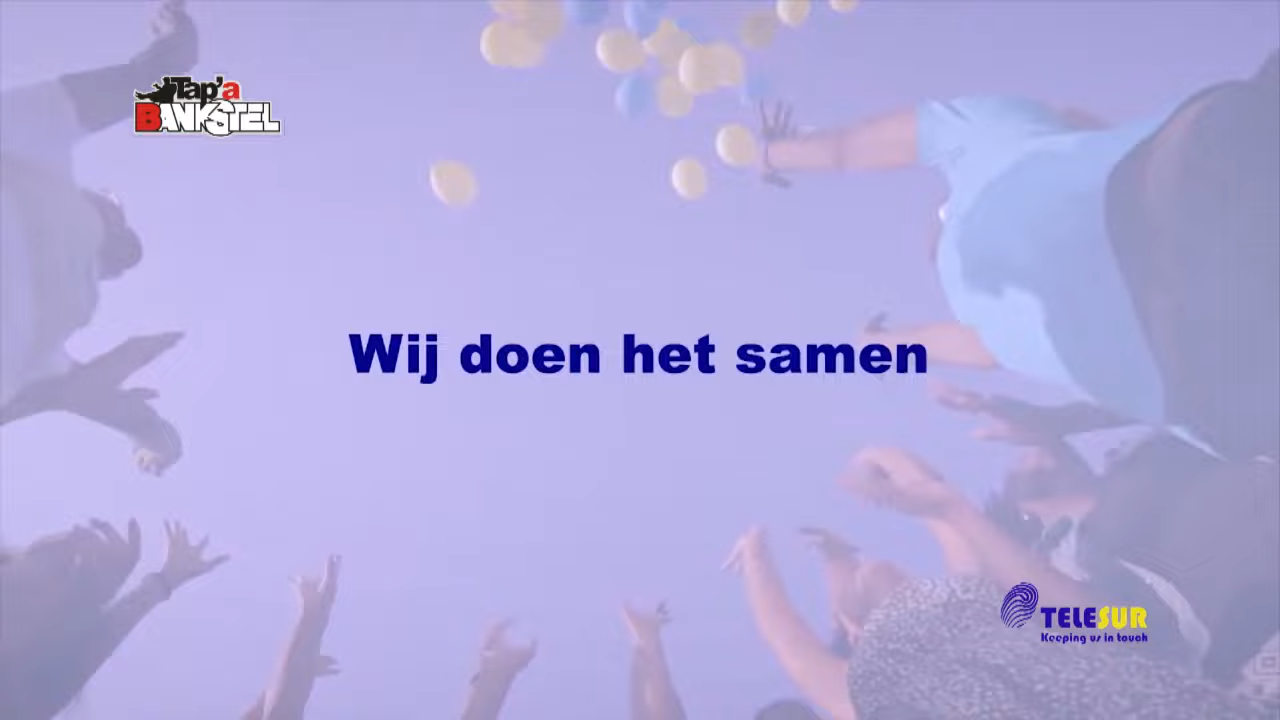 Tap'a
BANKSTEL
Wij doen het samen
TELESUR
Keeping us in touch